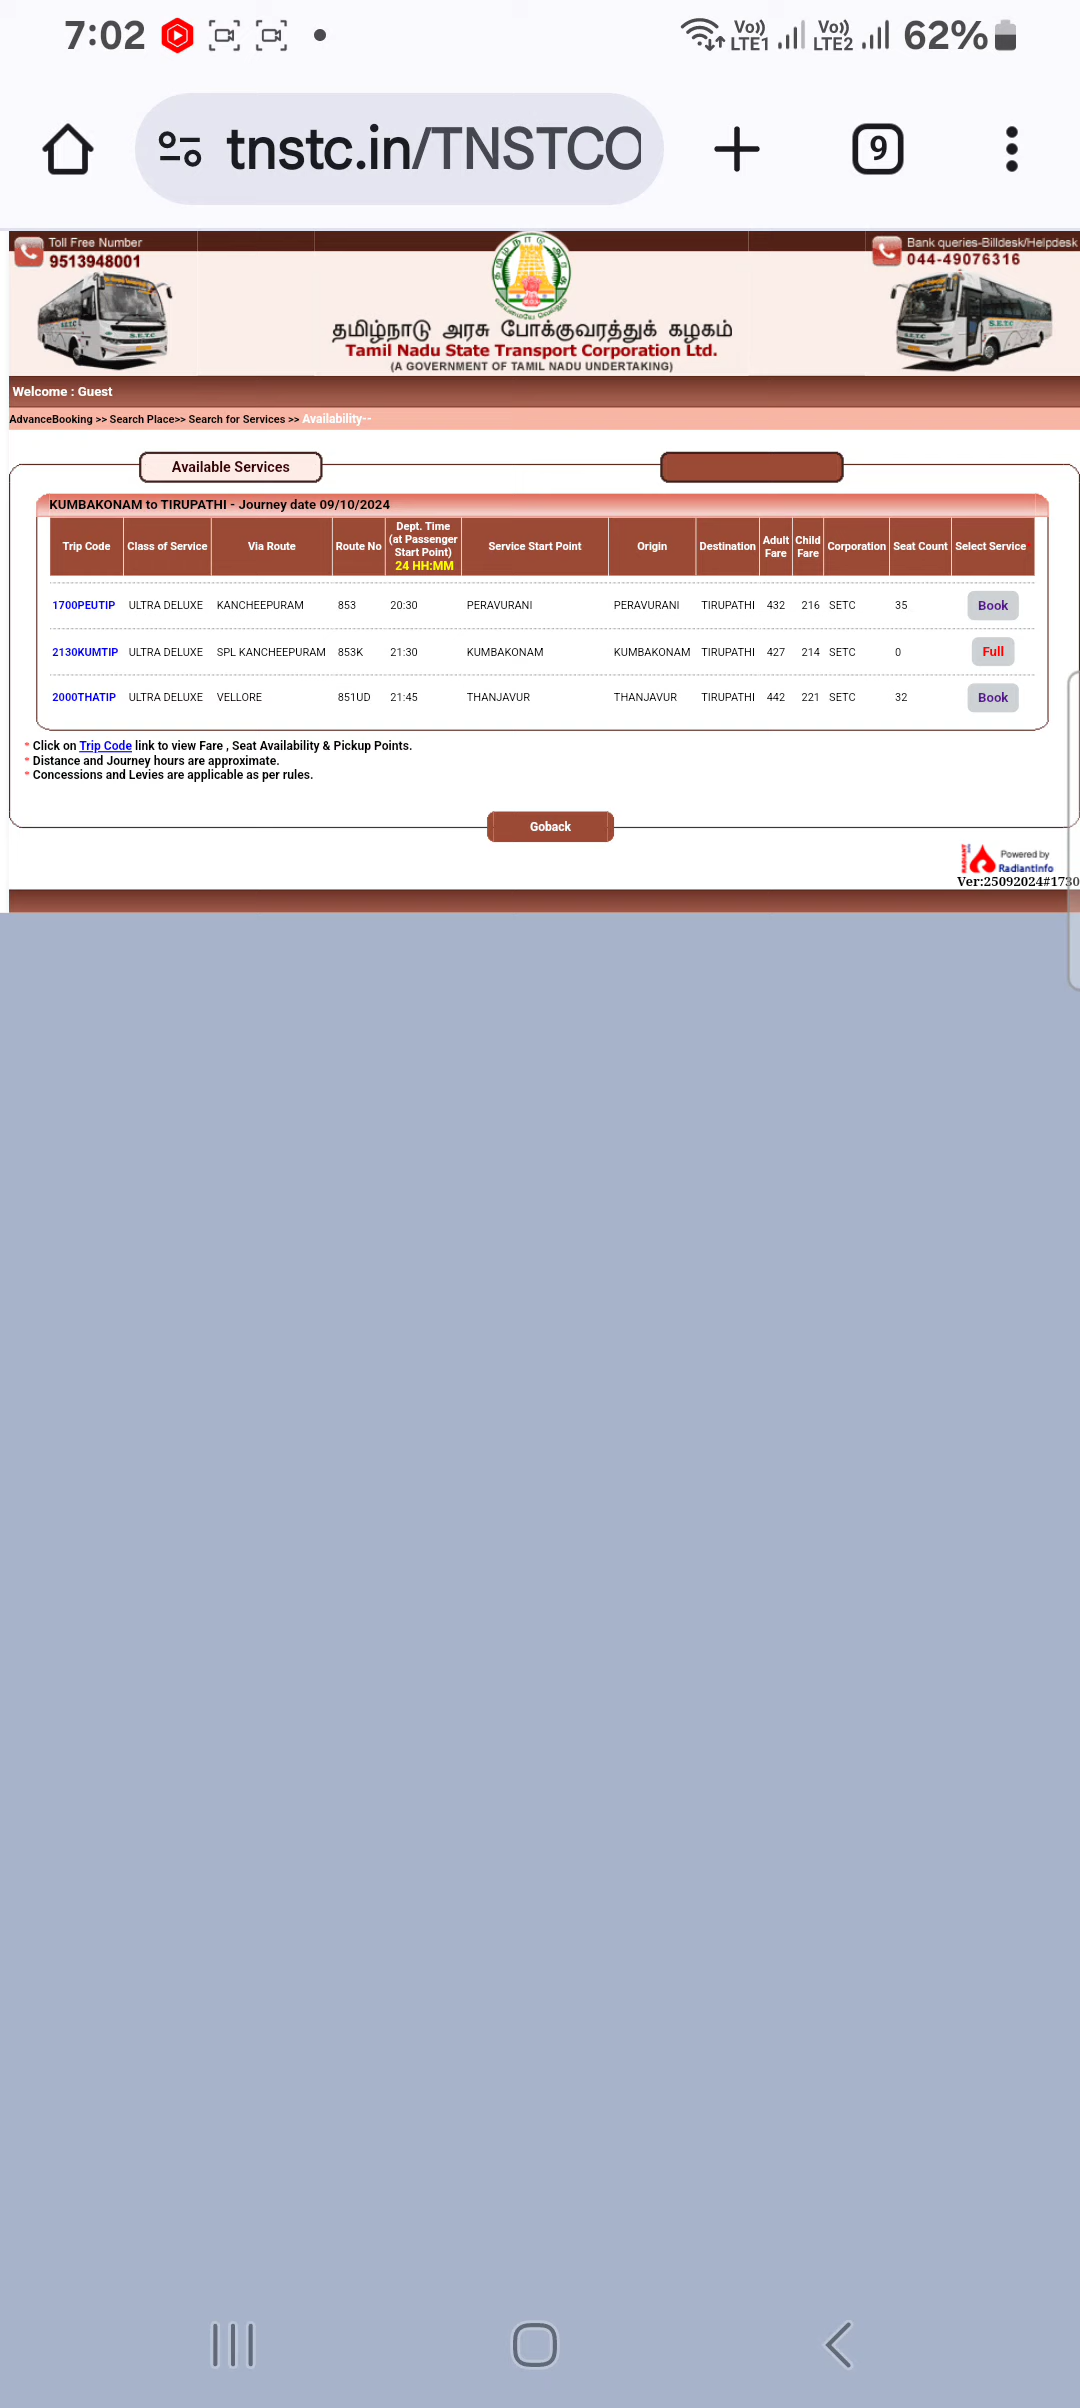 7:02 Vo)) LTE1 Vo)) LTE2 62%
tnstc.in/TNSTCO 9
Toll Free Number
9513948001
Bank queries-Billdesk/Helpdesk
044-49076316
தமிழ்நாடு அரசு போக்குவரத்துக் கழகம்
Tamil Nadu State Transport Corporation Ltd.
(A GOVERNMENT OF TAMIL NADU UNDERTAKING)
Welcome : Guest
AdvanceBooking >> Search Place>> Search for Services >> Availability--
Available Services
KUMBAKONAM to TIRUPATHI - Journey date 09/10/2024
Trip Code Class of Service Via Route Route No Dept. Time (at Passenger Start Point) 24 HH:MM Service Start Point Origin Destination Adult Fare Child Fare Corporation Seat Count Select Service
1700PEUTIP ULTRA DELUXE KANCHEEPURAM 853 20:30 PERAVURANI PERAVURANI TIRUPATHI 432 216 SETC 35 Book
2130KUMTIP ULTRA DELUXE SPL KANCHEEPURAM 853K 21:30 KUMBAKONAM KUMBAKONAM TIRUPATHI 427 214 SETC 0 Full
2000THATIP ULTRA DELUXE VELLORE 851UD 21:45 THANJAVUR THANJAVUR TIRUPATHI 442 221 SETC 32 Book
* Click on Trip Code link to view Fare , Seat Availability & Pickup Points.
* Distance and Journey hours are approximate.
* Concessions and Levies are applicable as per rules.
Goback
RADIANT Powered by
RadiantInfo
Ver:25092024#1730